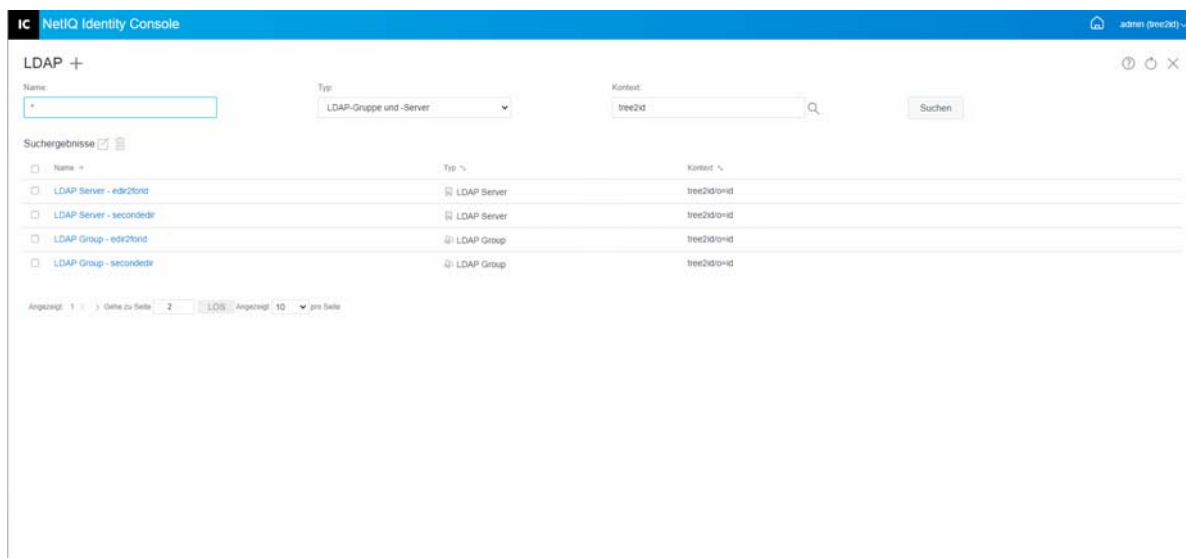 IC NetIQ Identity Console admin (tree2id)
LDAP +
Name: Typ: Kontext:
* LDAP-Gruppe und -Server tree2id Suchen
Suchergebnisse
Name Typ Kontext
LDAP Server - edir2forid LDAP Server tree2id/o=id
LDAP Server - secondedir LDAP Server tree2id/o=id
LDAP Group - edir2forid LDAP Group tree2id/o=id
LDAP Group - secondedir LDAP Group tree2id/o=id
Angezeigt: 1 Gehe zu Seite 2 LOS Angezeigt: 10 pro Seite